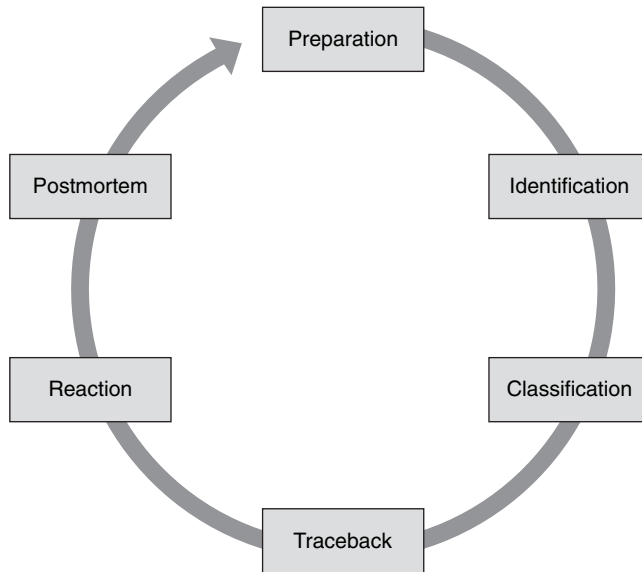 Preparation
Identification
Classification
Traceback
Reaction
Postmortem